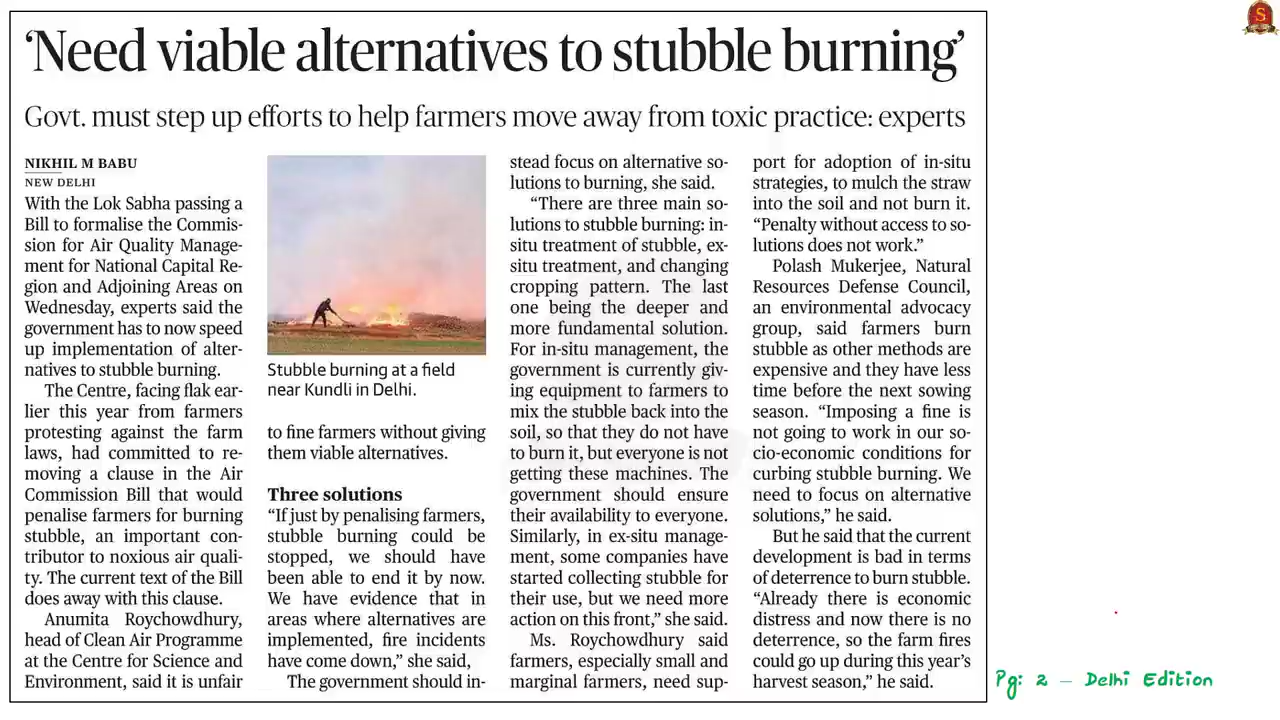 ‘Need viable alternatives to stubble burning’
Govt. must step up efforts to help farmers move away from toxic practice: experts
NIKHIL M BABU
NEW DELHI
With the Lok Sabha passing a
Bill to formalise the Commis-
sion for Air Quality Manage-
ment for National Capital Re-
gion and Adjoining Areas on
Wednesday, experts said the
government has to now speed
up implementation of alter-
natives to stubble burning.
The Centre, facing flak ear-
lier this year from farmers
protesting against the farm
laws, had committed to re-
moving a clause in the Air
Commission Bill that would
penalise farmers for burning
stubble, an important con-
tributor to noxious air quali-
ty. The current text of the Bill
does away with this clause.
Anumita Roychowdhury,
head of Clean Air Programme
at the Centre for Science and
Environment, said it is unfair
Stubble burning at a field
near Kundli in Delhi.
to fine farmers without giving
them viable alternatives.
Three solutions
“If just by penalising farmers,
stubble burning could be
stopped, we should have
been able to end it by now.
We have evidence that in
areas where alternatives are
implemented, fire incidents
have come down,” she said,
The government should in-
stead focus on alternative so-
lutions to burning, she said.
“There are three main so-
lutions to stubble burning: in-
situ treatment of stubble, ex-
situ treatment, and changing
cropping pattern. The last
one being the deeper and
more fundamental solution.
For in-situ management, the
government is currently giv-
ing equipment to farmers to
mix the stubble back into the
soil, so that they do not have
to burn it, but everyone is not
getting these machines. The
government should ensure
their availability to everyone.
Similarly, in ex-situ manage-
ment, some companies have
started collecting stubble for
their use, but we need more
action on this front,” she said.
Ms. Roychowdhury said
farmers, especially small and
marginal farmers, need sup-
port for adoption of in-situ
strategies, to mulch the straw
into the soil and not burn it.
“Penalty without access to so-
lutions does not work.”
Polash Mukerjee, Natural
Resources Defense Council,
an environmental advocacy
group, said farmers burn
stubble as other methods are
expensive and they have less
time before the next sowing
season. “Imposing a fine is
not going to work in our so-
cio-economic conditions for
curbing stubble burning. We
need to focus on alternative
solutions,” he said.
But he said that the current
development is bad in terms
of deterrence to burn stubble.
“Already there is economic
distress and now there is no
deterrence, so the farm fires
could go up during this year’s
harvest season,” he said.
S
Pg: 2 – Delhi Edition